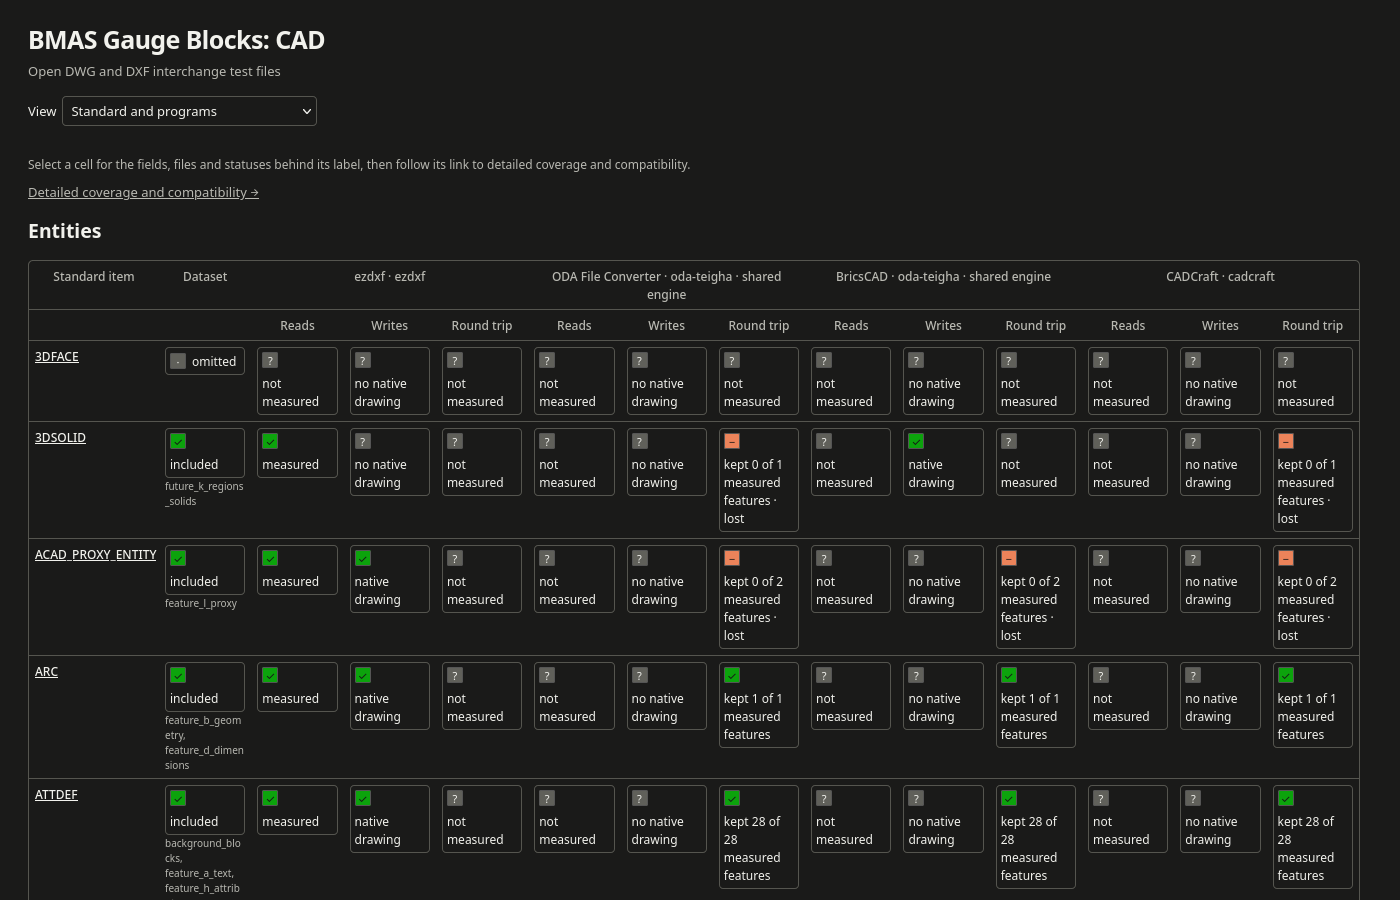 BMAS Gauge Blocks: CAD
Open DWG and DXF interchange test files
View Standard and programs
Select a cell for the fields, files and statuses behind its label, then follow its link to detailed coverage and compatibility.
Detailed coverage and compatibility →
Entities
Standard item Dataset ezdxf · ezdxf ODA File Converter · oda-teigha · shared engine BricsCAD · oda-teigha · shared engine CADCraft · cadcraft
Reads Writes Round trip Reads Writes Round trip Reads Writes Round trip Reads Writes Round trip
3DFACE
· omitted
? not measured
? no native drawing
? not measured
? not measured
? no native drawing
? not measured
? not measured
? no native drawing
? not measured
? not measured
? no native drawing
? not measured
3DSOLID
✓ included
future_k_regions
_solids
✓ measured
? no native drawing
? not measured
? not measured
? no native drawing
− kept 0 of 1 measured features · lost
? not measured
✓ native drawing
? not measured
? not measured
? no native drawing
− kept 0 of 1 measured features · lost
ACAD_PROXY_ENTITY
✓ included
feature_l_proxy
✓ measured
✓ native drawing
? not measured
? not measured
? no native drawing
− kept 0 of 2 measured features · lost
? not measured
? no native drawing
− kept 0 of 2 measured features · lost
? not measured
? no native drawing
− kept 0 of 2 measured features · lost
ARC
✓ included
feature_b_geom
etry,
feature_d_dimen
sions
✓ measured
✓ native drawing
? not measured
? not measured
? no native drawing
✓ kept 1 of 1 measured features
? not measured
? no native drawing
✓ kept 1 of 1 measured features
? not measured
? no native drawing
✓ kept 1 of 1 measured features
ATTDEF
✓ included
background_blo
cks,
feature_a_text,
feature_h_attrib
✓ measured
✓ native drawing
? not measured
? not measured
? no native drawing
✓ kept 28 of 28 measured features
? not measured
? no native drawing
✓ kept 28 of 28 measured features
? not measured
? no native drawing
✓ kept 28 of 28 measured features